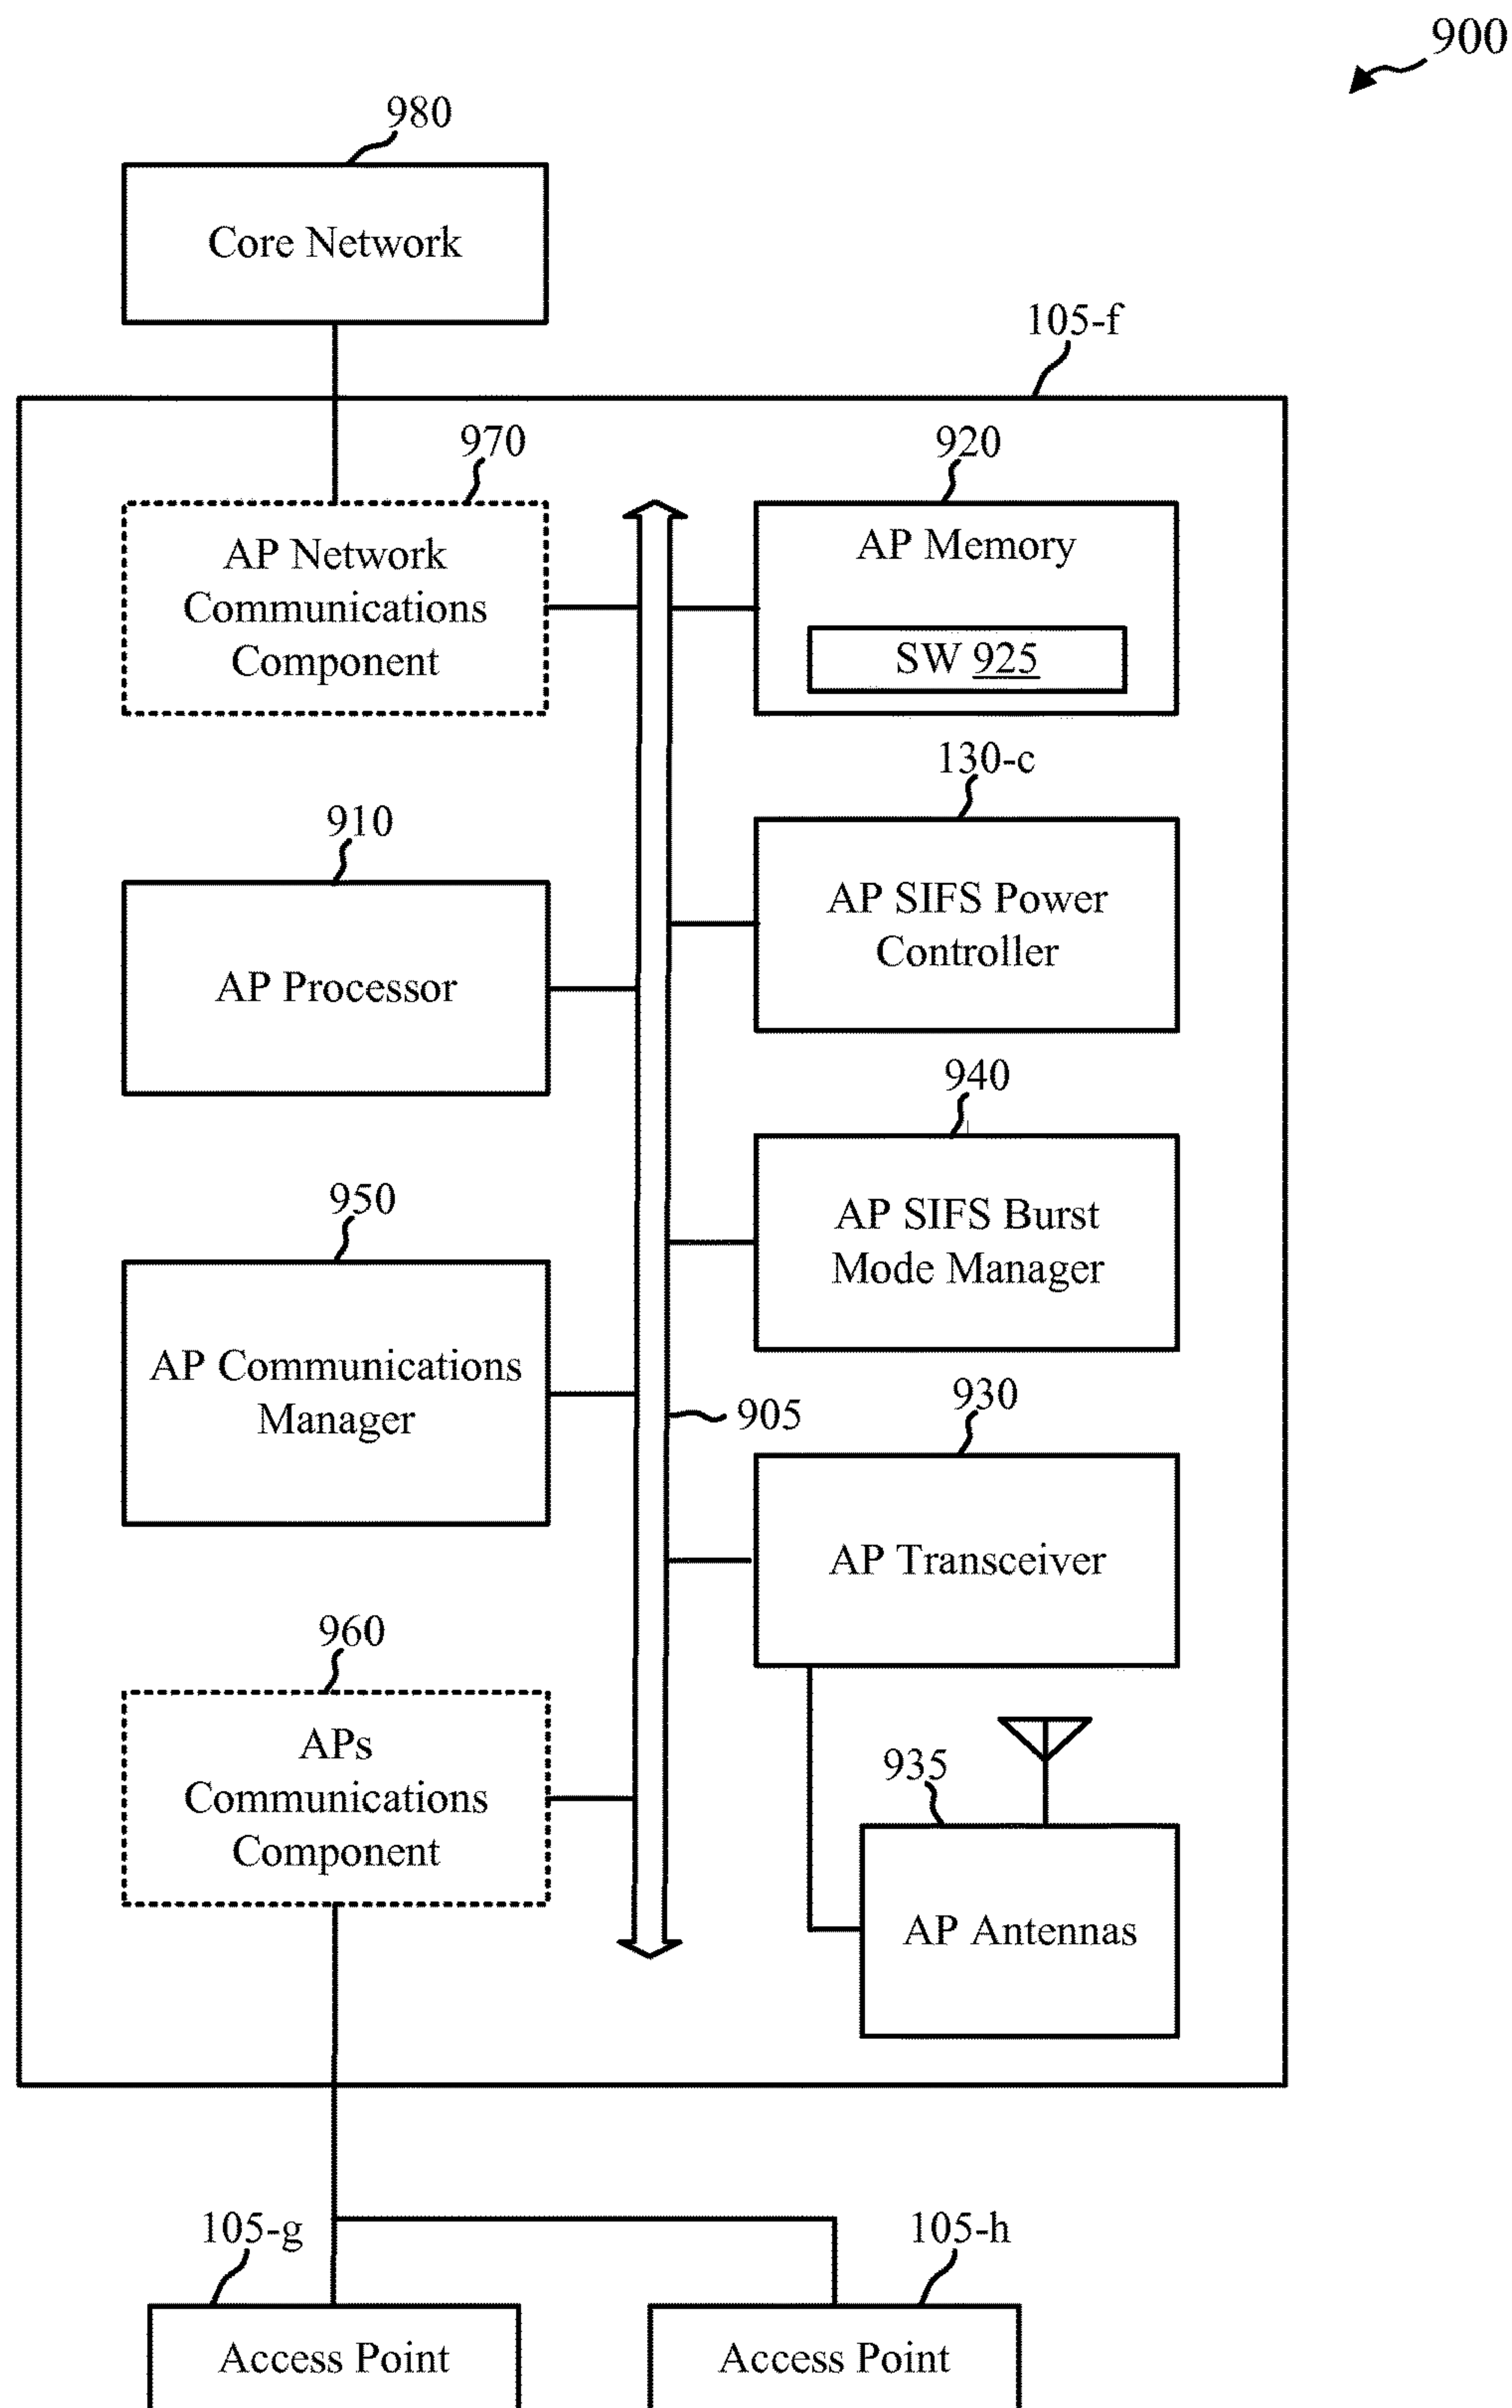 900
980
Core Network
105-f
970
AP Network
Communications
Component
920
AP Memory
SW 925
130-c
AP SIFS Power
Controller
910
AP Processor
940
AP SIFS Burst
Mode Manager
950
AP Communications
Manager
905
930
AP Transceiver
960
APs
Communications
Component
935
AP Antennas
105-g
Access Point
105-h
Access Point